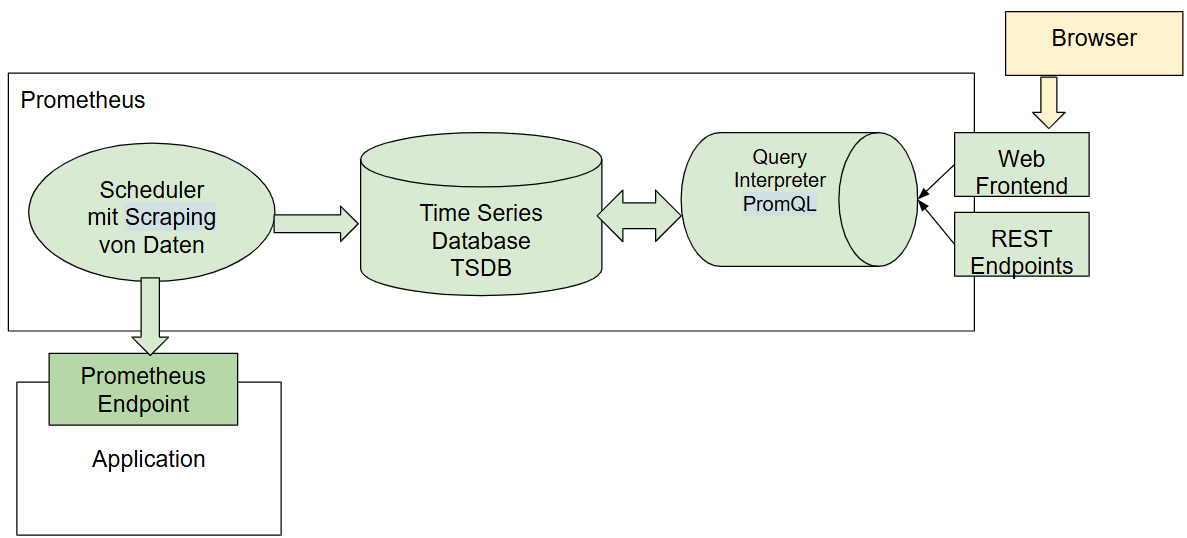 Browser
Prometheus
Scheduler
mit Scraping
von Daten
Time Series
Database
TSDB
Query
Interpreter
PromQL
Web
Frontend
REST
Endpoints
Prometheus
Endpoint
Application